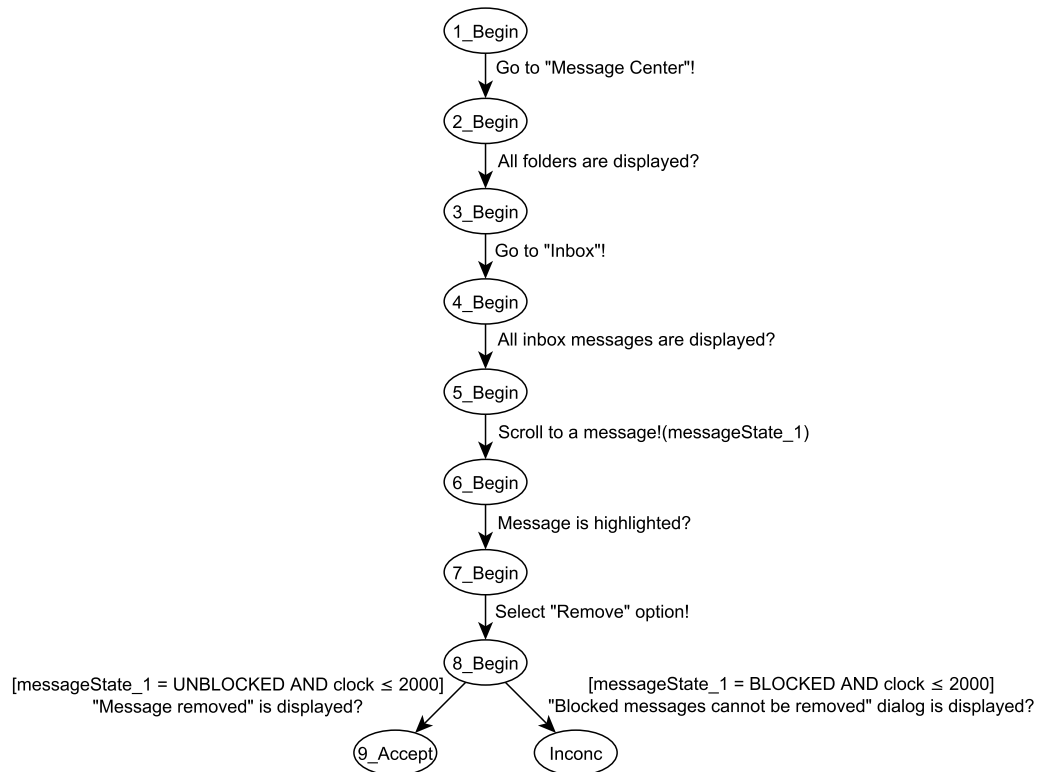 1_Begin
Go to "Message Center"!
2_Begin
All folders are displayed?
3_Begin
Go to "Inbox"!
4_Begin
All inbox messages are displayed?
5_Begin
Scroll to a message!(messageState_1)
6_Begin
Message is highlighted?
7_Begin
Select "Remove" option!
8_Begin
[messageState_1 = UNBLOCKED AND clock ≤ 2000]
"Message removed" is displayed?
[messageState_1 = BLOCKED AND clock ≤ 2000]
"Blocked messages cannot be removed" dialog is displayed?
9_Accept
Inconc